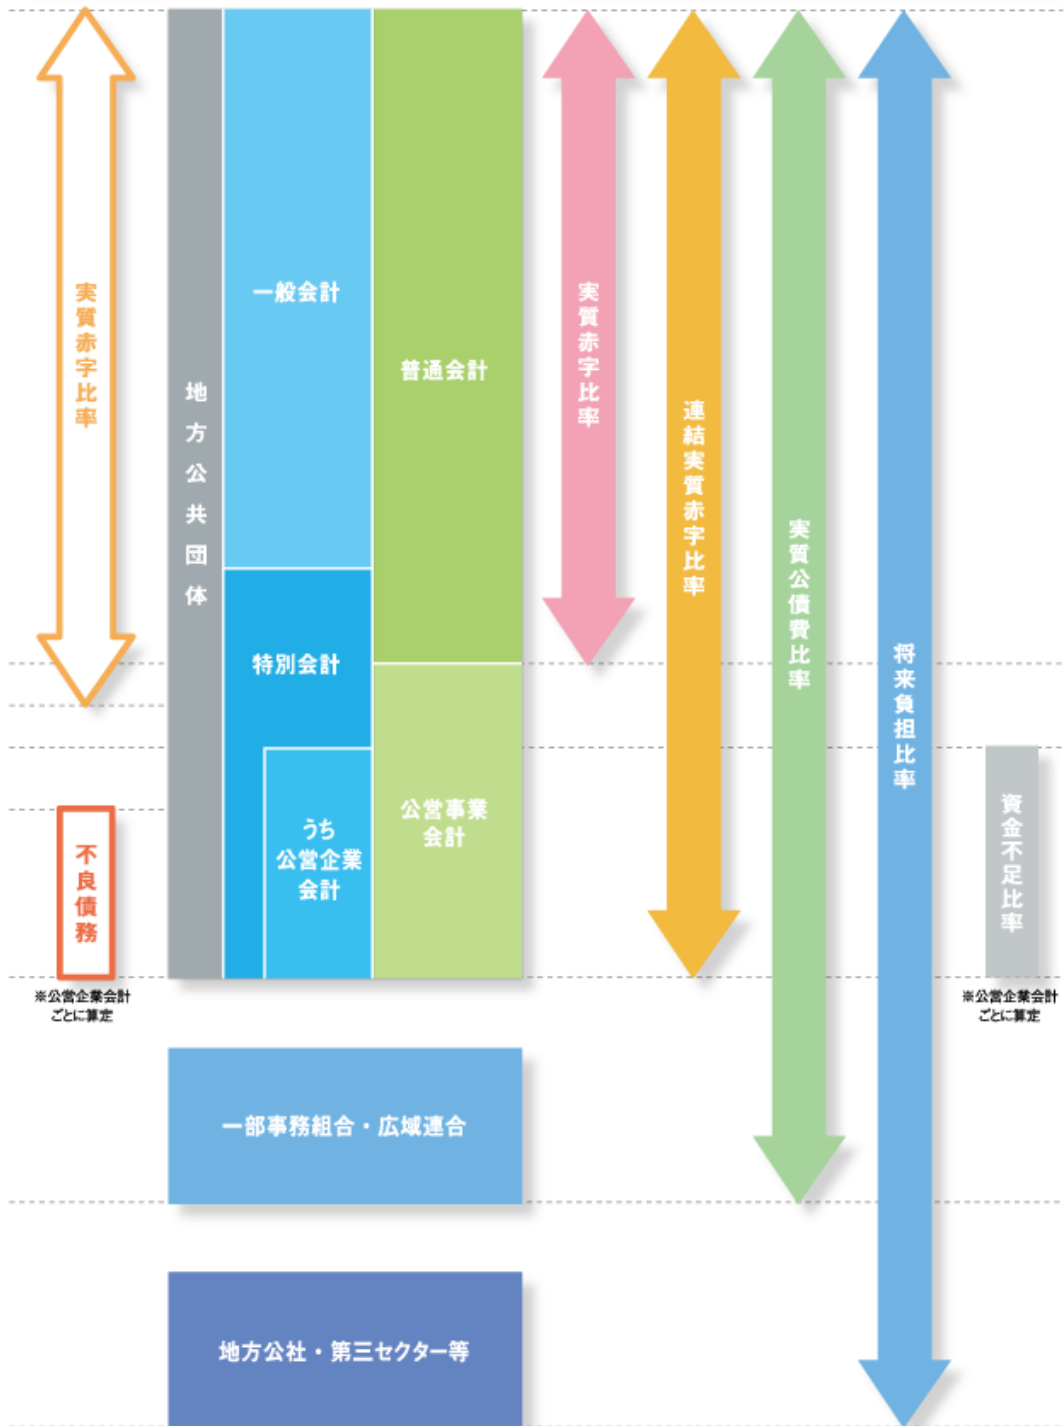 実質赤字比率
不良債務
※公営企業会計
ごとに算定
地方公共団体
一般会計
特別会計
うち
公営企業
会計
普通会計
公営事業
会計
実質赤字比率
連結実質赤字比率
実質公債費比率
将来負担比率
資金不足比率
※公営企業会計
ごとに算定
一部事務組合・広域連合
地方公社・第三セクター等